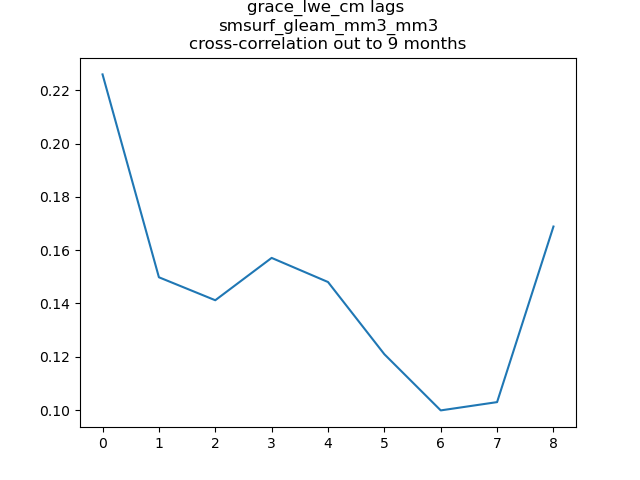 grace_lwe_cm lags
smsurf_gleam_mm3_mm3
cross-correlation out to 9 months
0.22
0.20
0.18
0.16
0.14
0.12
0.10
0 1 2 3 4 5 6 7 8